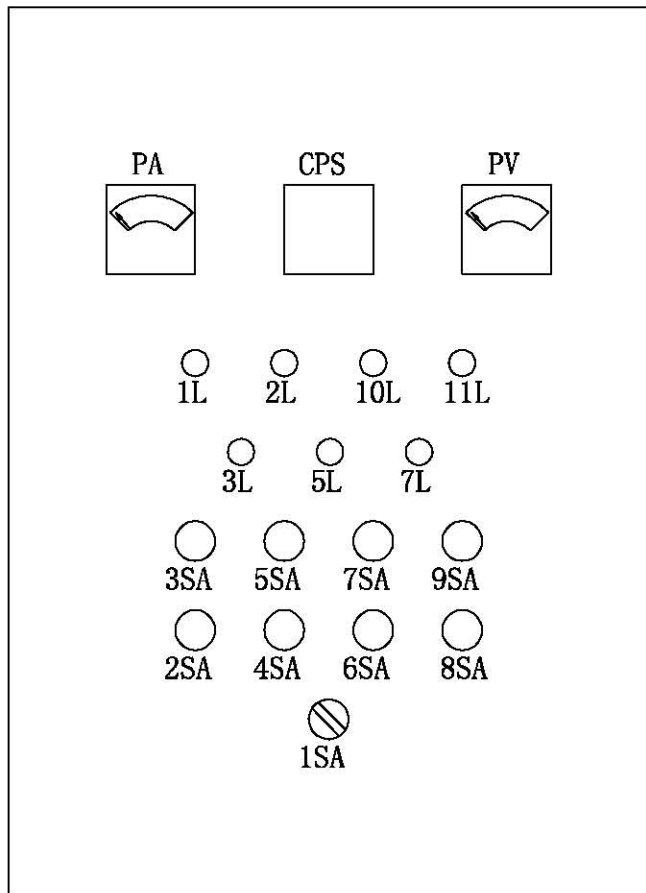 PA CPS PV
1L 2L 10L 11L
3L 5L 7L
3SA 5SA 7SA 9SA
2SA 4SA 6SA 8SA
1SA